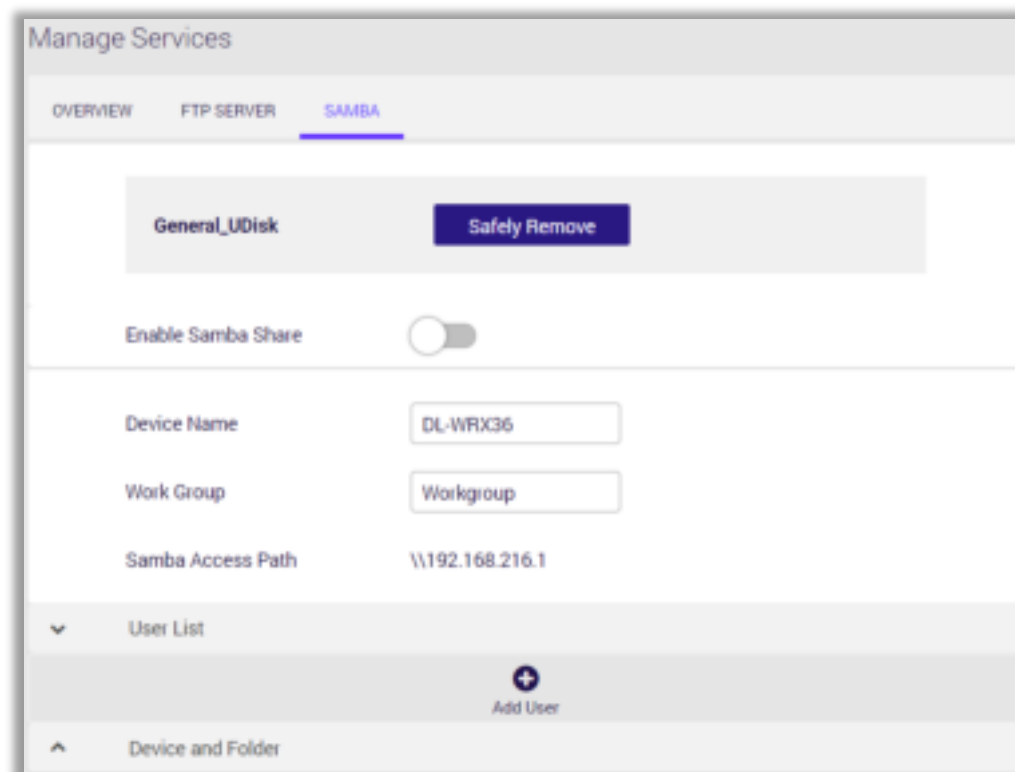 Manage Services
OVERVIEW FTP SERVER SAMBA
General_UDisk Safely Remove
Enable Samba Share
Device Name DL-WRX36
Work Group Workgroup
Samba Access Path \\192.168.216.1
User List
Add User
Device and Folder